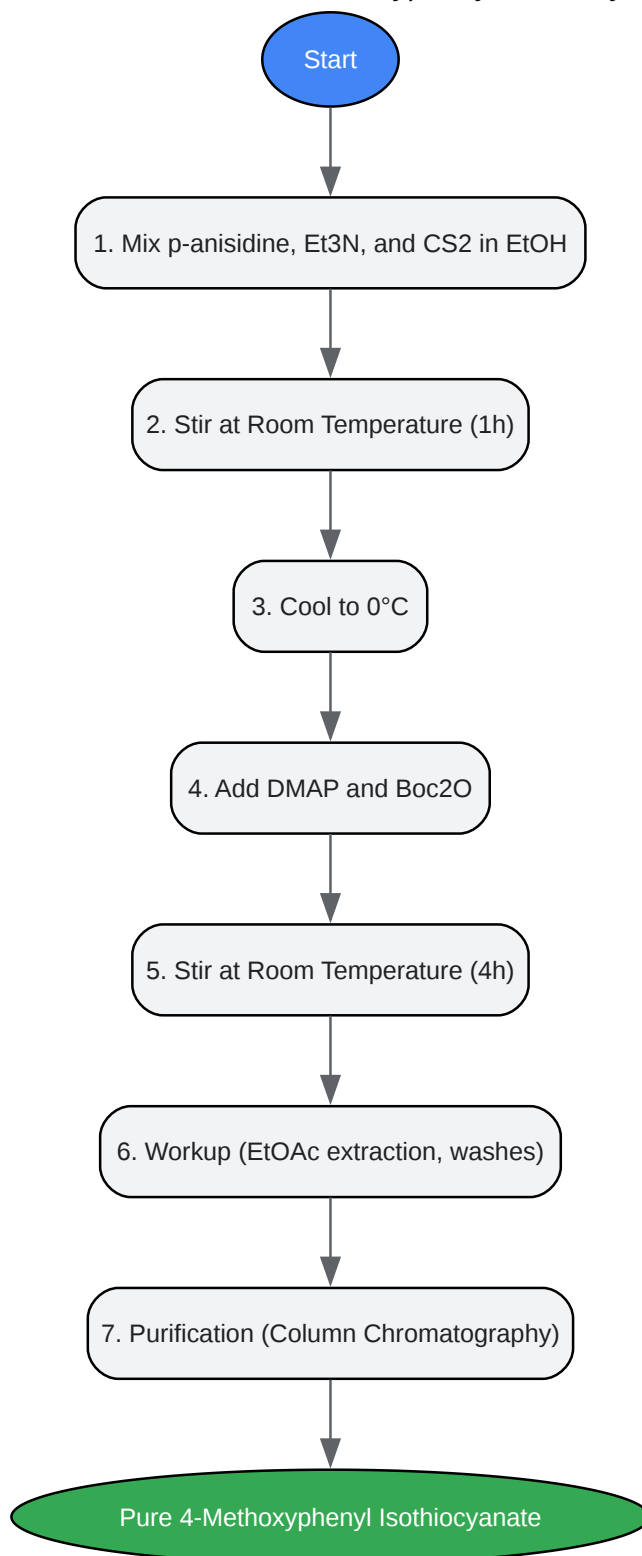 Start
1. Mix p-anisidine, Et3N, and CS2 in EtOH
2. Stir at Room Temperature (1h)
3. Cool to 0°C
4. Add DMAP and Boc2O
5. Stir at Room Temperature (4h)
6. Workup (EtOAc extraction, washes)
7. Purification (Column Chromatography)
Pure 4-Methoxyphenyl Isothiocyanate